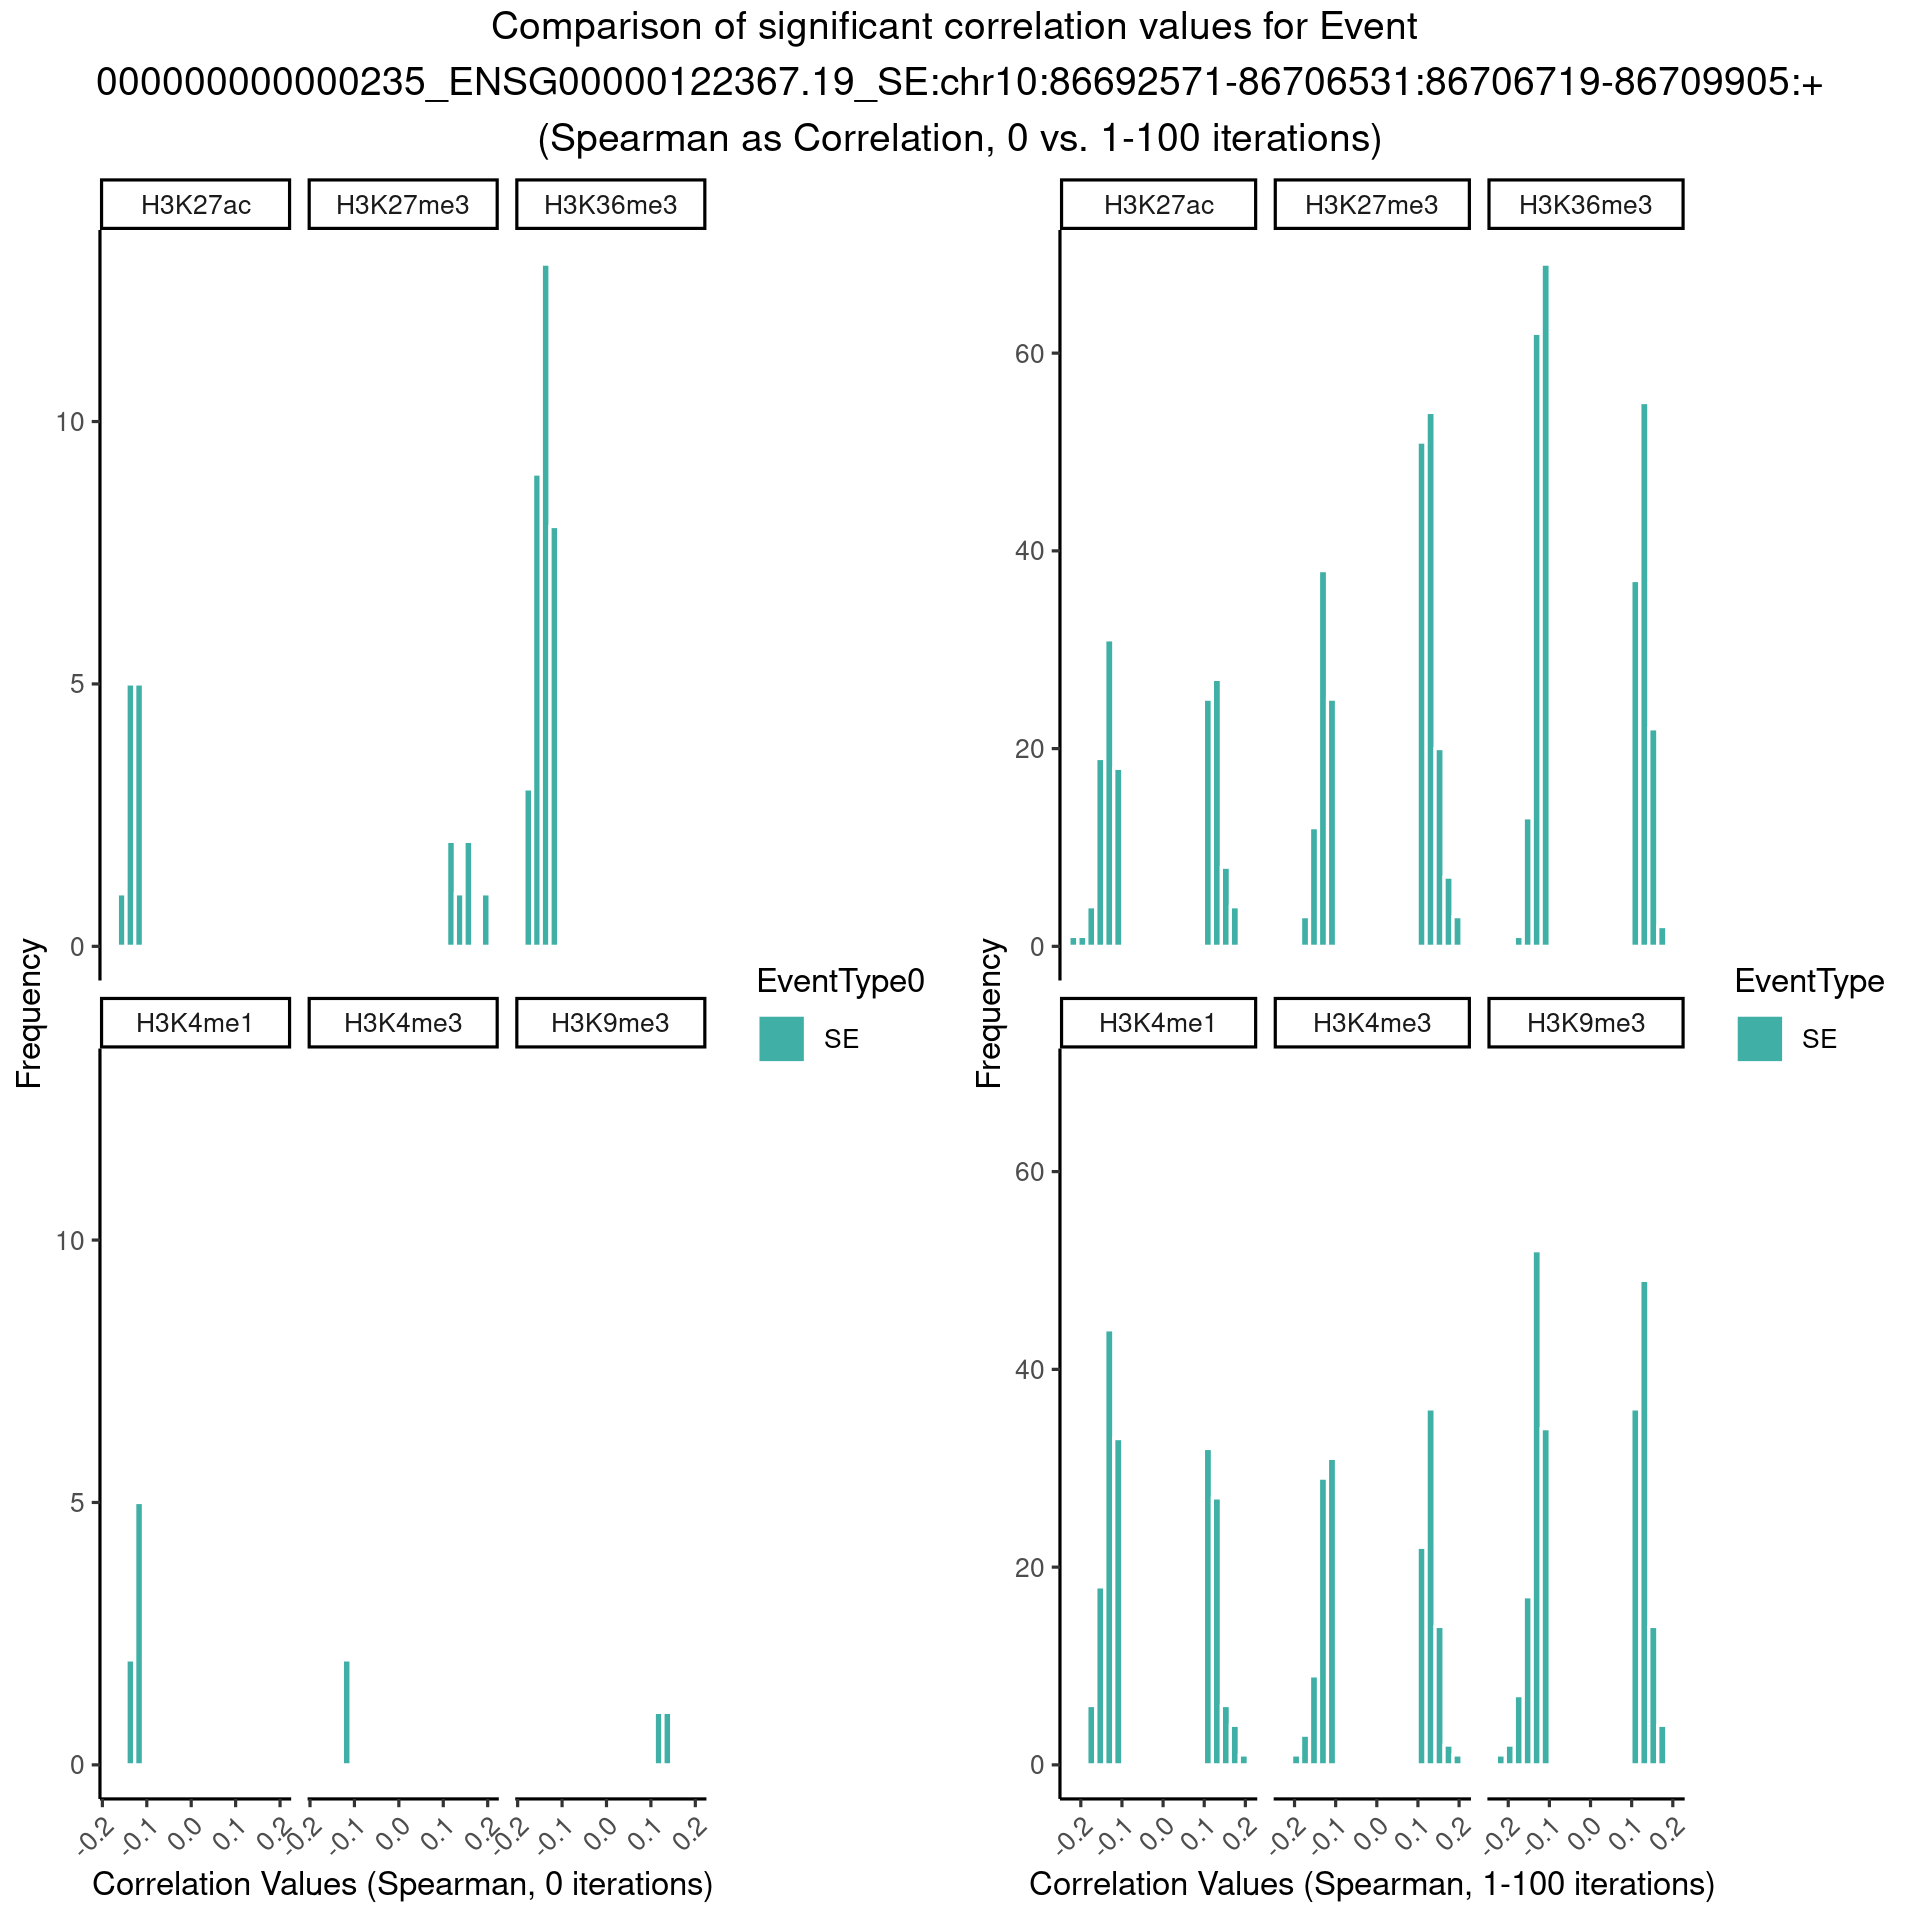 Comparison of significant correlation values for Event
000000000000235_ENSG00000122367.19_SE:chr10:86692571-86706531:86706719-86709905:+
(Spearman as Correlation, 0 vs. 1-100 iterations)
H3K27ac H3K27me3 H3K36me3
10
5
0
H3K4me1 H3K4me3 H3K9me3
10
5
0
-0.2 -0.1 0.0 0.1 0.2 -0.2 -0.1 0.0 0.1 0.2 -0.2 -0.1 0.0 0.1 0.2
Frequency
Correlation Values (Spearman, 0 iterations)
EventType0
SE
H3K27ac H3K27me3 H3K36me3
60
40
20
0
H3K4me1 H3K4me3 H3K9me3
60
40
20
0
-0.2 -0.1 0.0 0.1 0.2 -0.2 -0.1 0.0 0.1 0.2 -0.2 -0.1 0.0 0.1 0.2
Frequency
Correlation Values (Spearman, 1-100 iterations)
EventType
SE